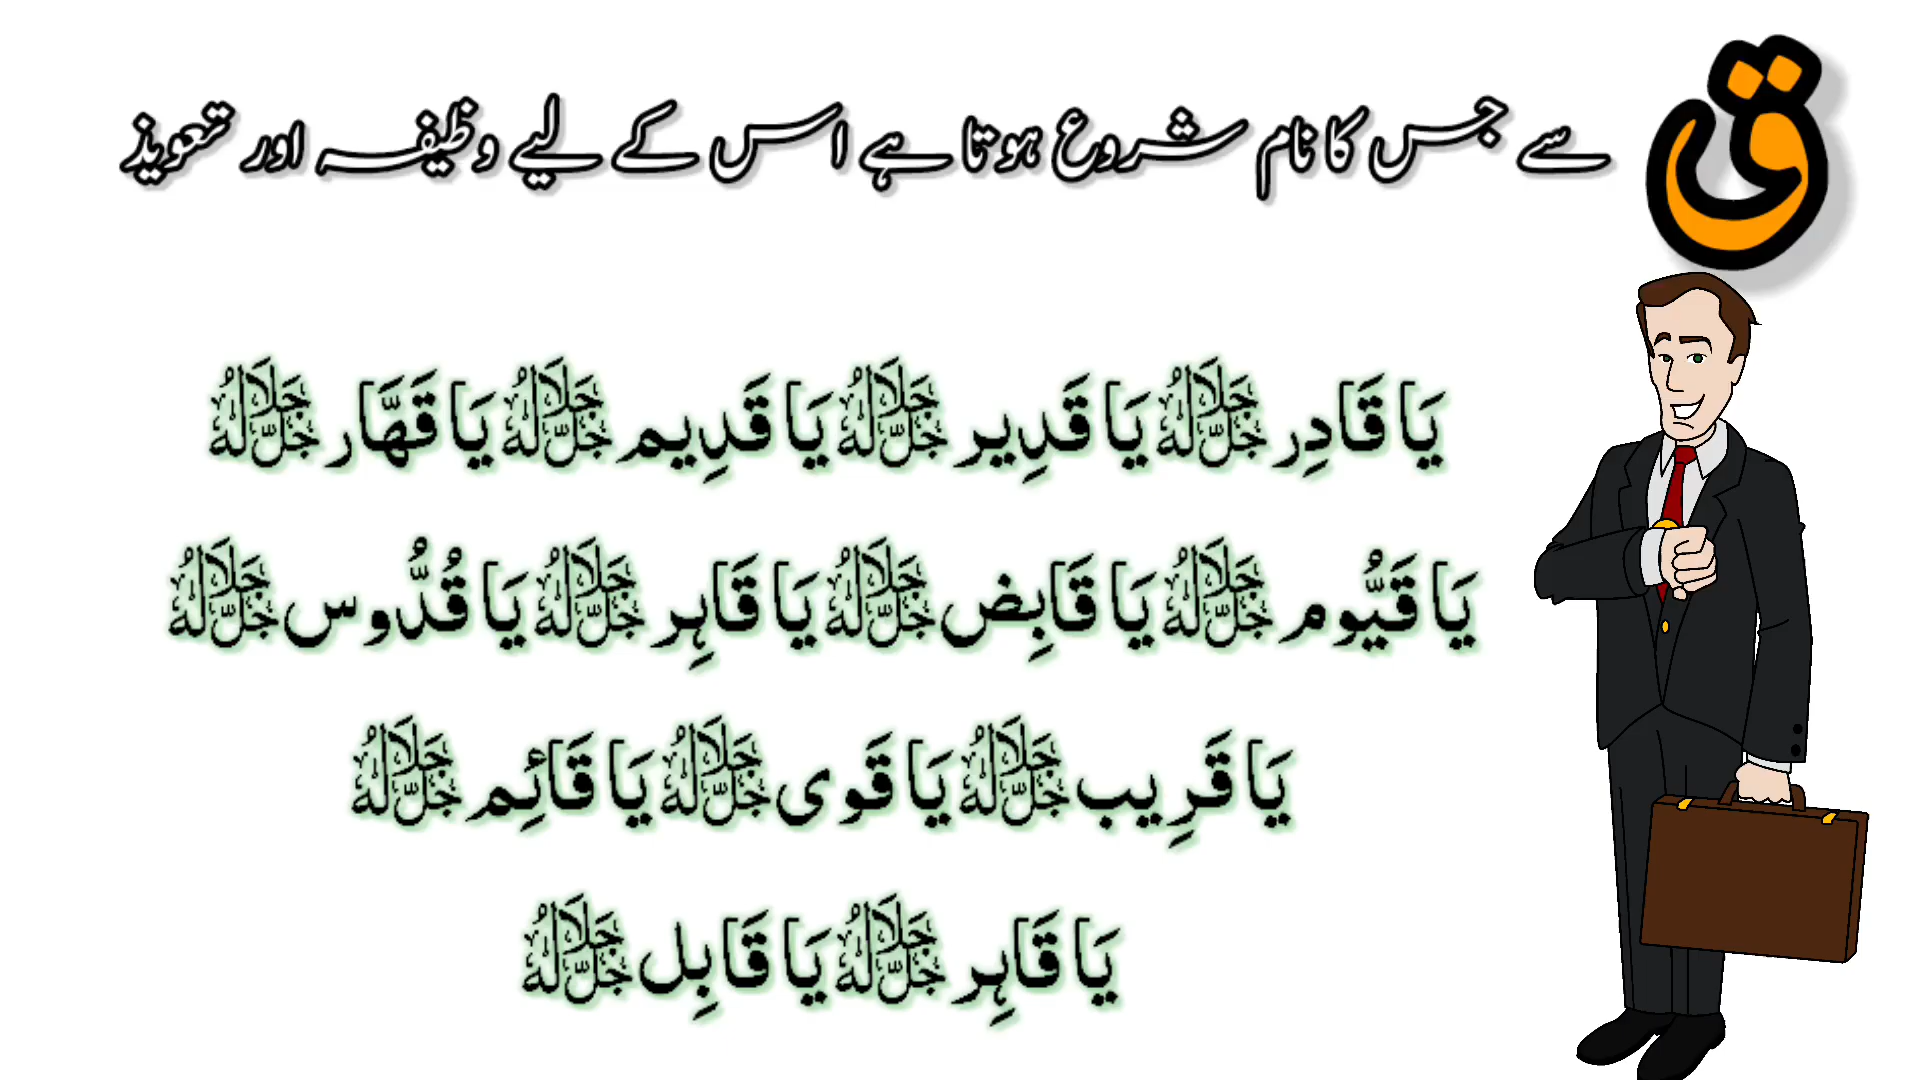 ق سے جس کا نام شروع ہوتا ہے اس کے لیے وظیفہ اور تعویذ
یَا قَادِر جَلَّ جَلَالُہٗ یَا قَدِیر جَلَّ جَلَالُہٗ یَا قَدِیم جَلَّ جَلَالُہٗ یَا قَھَّار جَلَّ جَلَالُہٗ
یَا قَیُّوم جَلَّ جَلَالُہٗ یَا قَابِض جَلَّ جَلَالُہٗ یَا قَاہِر جَلَّ جَلَالُہٗ یَا قُدُّوس جَلَّ جَلَالُہٗ
یَا قَرِیب جَلَّ جَلَالُہٗ یَا قَوی جَلَّ جَلَالُہٗ یَا قَائِم جَلَّ جَلَالُہٗ
یَا قَاہِر جَلَّ جَلَالُہٗ یَا قَابِل جَلَّ جَلَالُہٗ